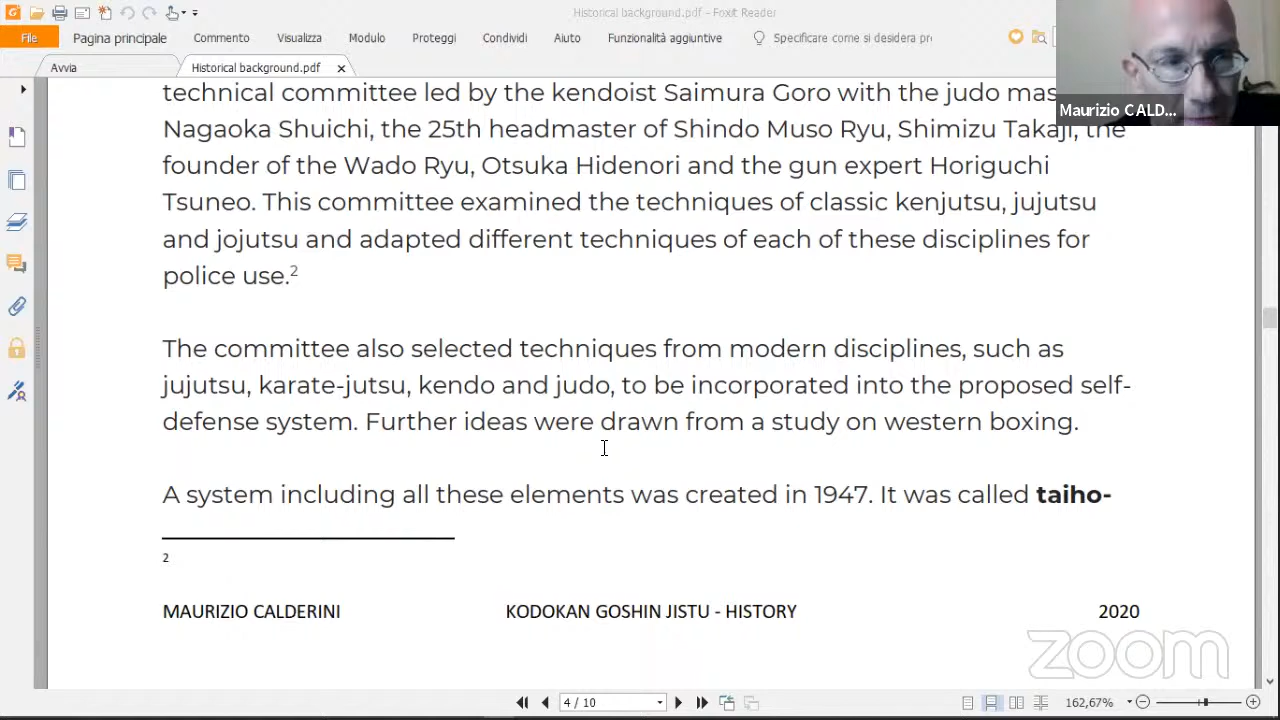 Historical background.pdf - Foxit Reader
File
Pagina principale
Commento
Visualizza
Modulo
Proteggi
Condividi
Aiuto
Funzionalità aggiuntive
Specificare come si desidera pro
Avvia
Historical background.pdf
Maurizio CALD...
technical committee led by the kendoist Saimura Goro with the judo mas
Nagaoka Shuichi, the 25th headmaster of Shindo Muso Ryu, Shimizu Takaji, the
founder of the Wado Ryu, Otsuka Hidenori and the gun expert Horiguchi
Tsuneo. This committee examined the techniques of classic kenjutsu, jujutsu
and jojutsu and adapted different techniques of each of these disciplines for
police use.2
The committee also selected techniques from modern disciplines, such as
jujutsu, karate-jutsu, kendo and judo, to be incorporated into the proposed self-
defense system. Further ideas were drawn from a study on western boxing.
A system including all these elements was created in 1947. It was called taiho-
2
MAURIZIO CALDERINI KODOKAN GOSHIN JISTU - HISTORY 2020
zoom
4 / 10
162,67%